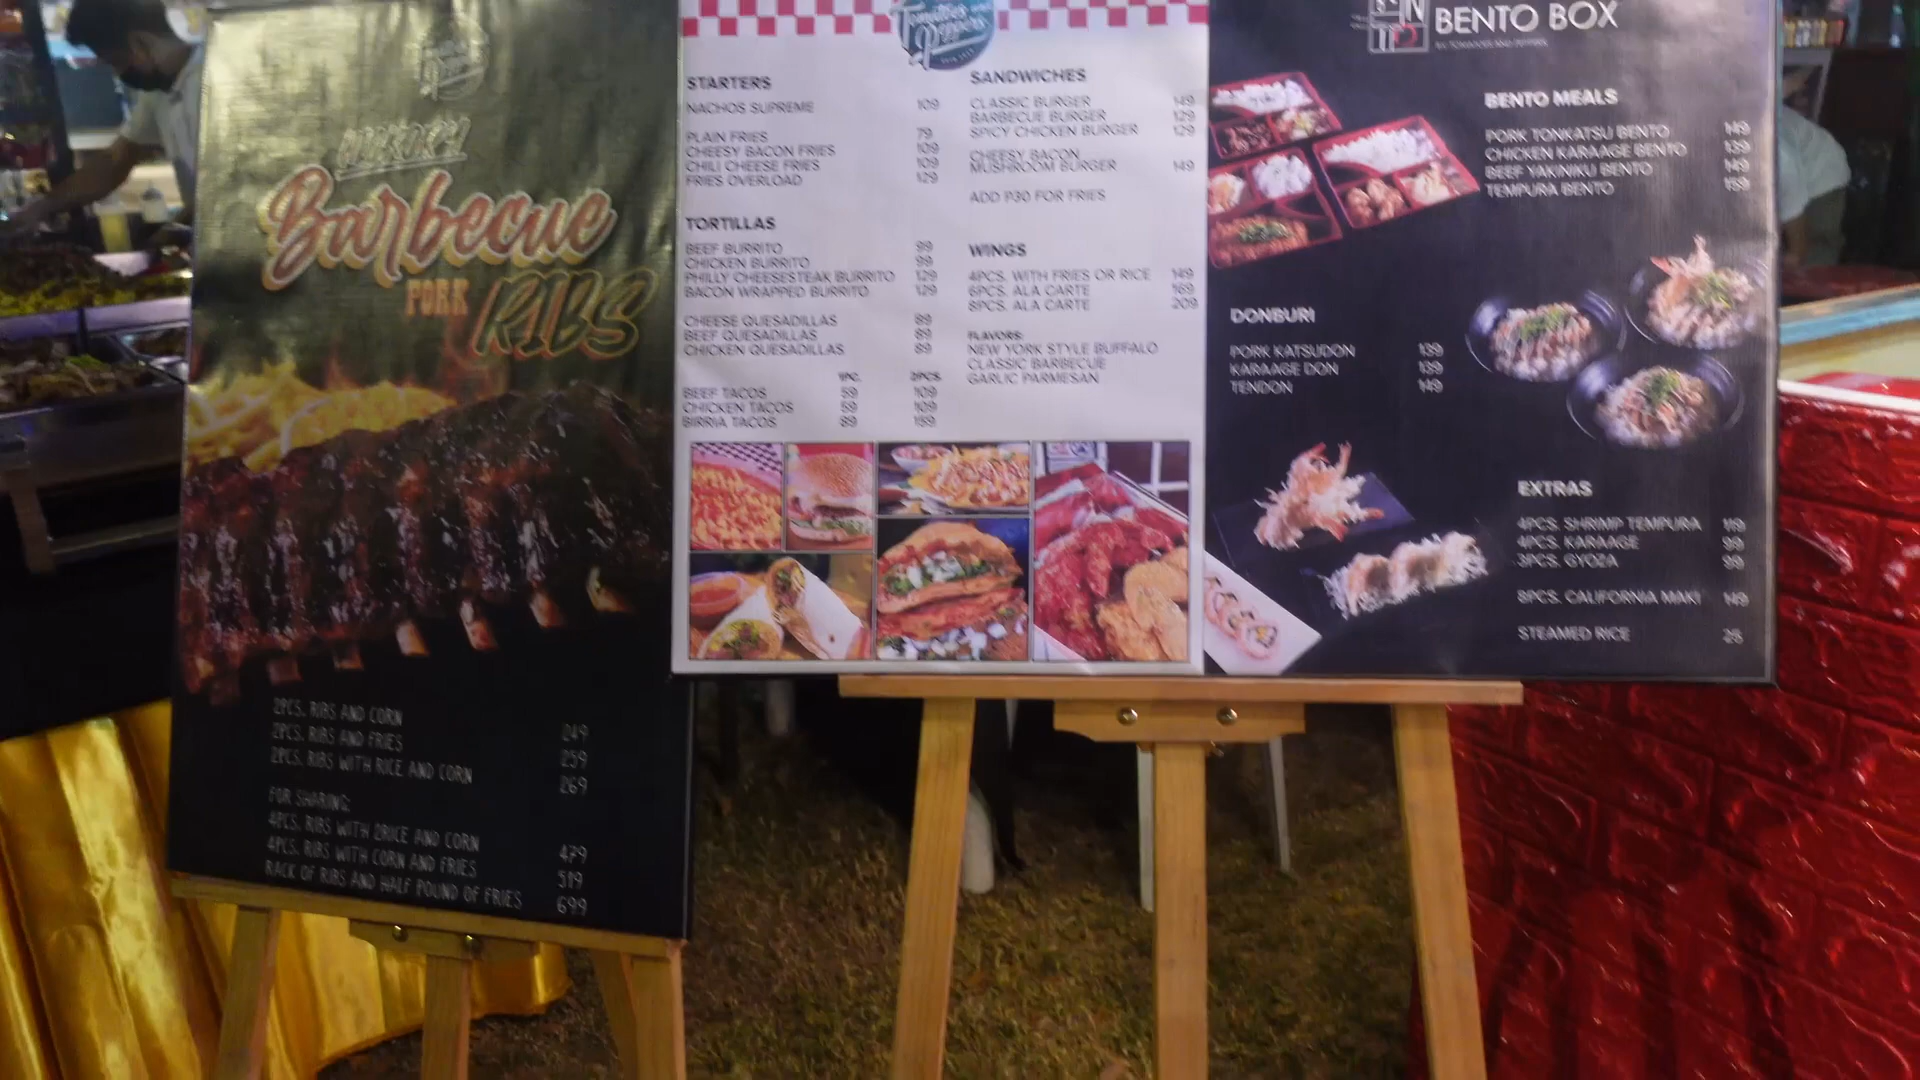 HICKORY
Barbecue
PORK RIBS
2PCS. RIBS AND CORN 249
2PCS. RIBS AND FRIES 259
2PCS. RIBS WITH RICE AND CORN 269
FOR SHARING:
4PCS. RIBS WITH 2RICE AND CORN 479
4PCS. RIBS WITH CORN AND FRIES 519
RACK OF RIBS AND HALF POUND OF FRIES 699
STARTERS
NACHOS SUPREME 109
PLAIN FRIES 79
CHEESY BACON FRIES 109
CHILI CHEESE FRIES 109
FRIES OVERLOAD 129
TORTILLAS
BEEF BURRITO 99
CHICKEN BURRITO 99
PHILLY CHEESESTEAK BURRITO 129
BACON WRAPPED BURRITO 129
CHEESE QUESADILLAS 89
BEEF QUESADILLAS 89
CHICKEN QUESADILLAS 89
1PC. 2PCS.
BEEF TACOS 59 109
CHICKEN TACOS 59 109
BIRRIA TACOS 89 159
SANDWICHES
CLASSIC BURGER 149
BARBECUE BURGER 129
SPICY CHICKEN BURGER 129
CHEESY BACON
MUSHROOM BURGER 149
ADD P30 FOR FRIES
WINGS
4PCS. WITH FRIES OR RICE 149
6PCS. ALA CARTE 169
8PCS. ALA CARTE 209
FLAVORS:
NEW YORK STYLE BUFFALO
CLASSIC BARBECUE
GARLIC PARMESAN
BENTO BOX
BENTO MEALS
PORK TONKATSU BENTO 149
CHICKEN KARAAGE BENTO 139
BEEF YAKINIKU BENTO 149
TEMPURA BENTO 159
DONBURI
PORK KATSUDON 139
KARAAGE DON 139
TENDON 149
EXTRAS
4PCS. SHRIMP TEMPURA 119
4PCS. KARAAGE 99
3PCS. GYOZA 99
8PCS. CALIFORNIA MAKI 149
STEAMED RICE 25